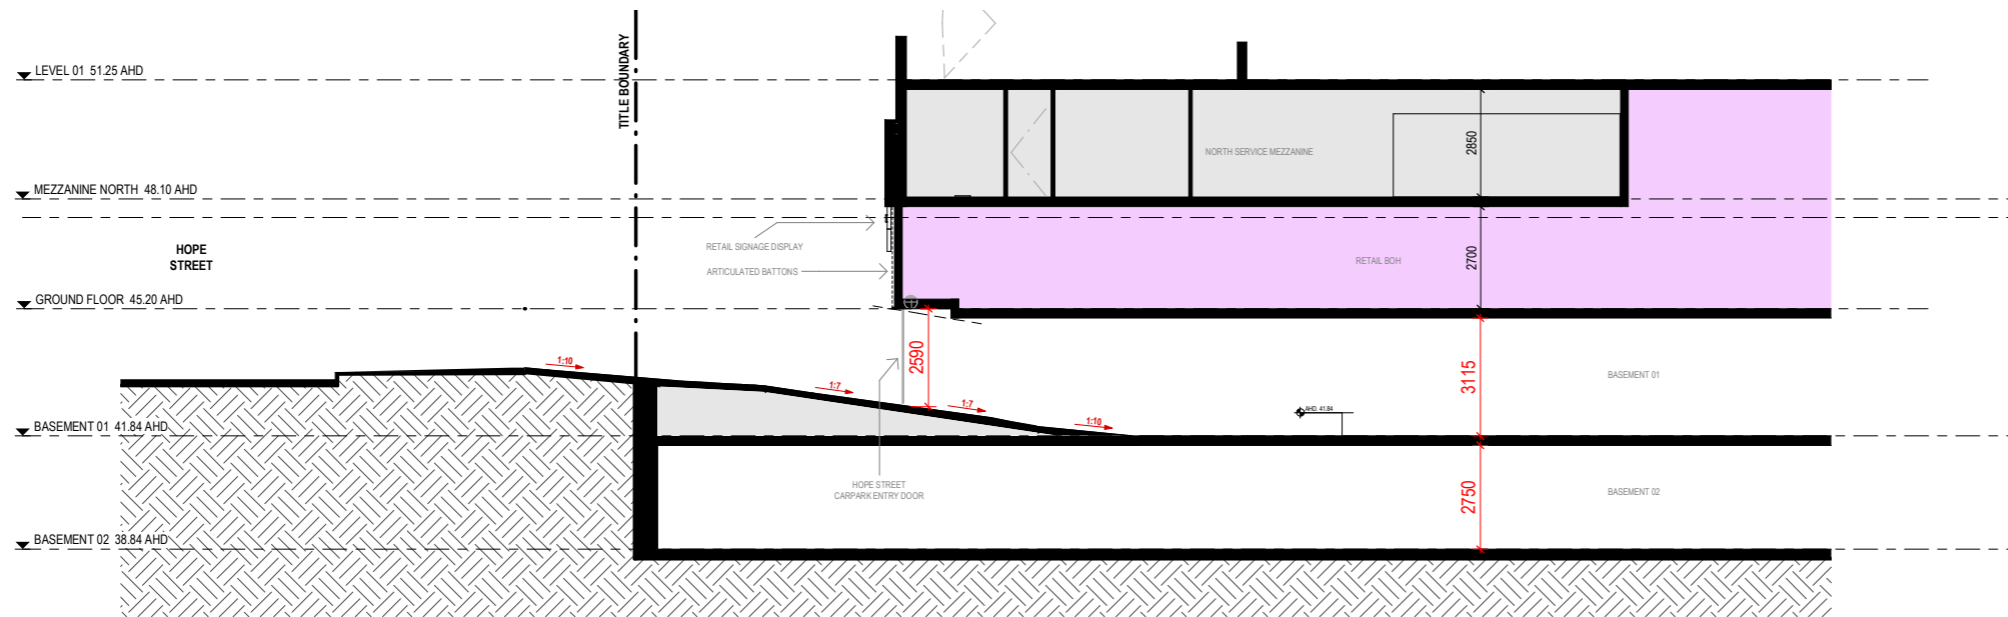 TITLE BOUNDARY
LEVEL 01 51.25 AHD
2850
NORTH SERVICE MEZZANINE
MEZZANINE NORTH 48.10 AHD
HOPE
STREET
RETAIL SIGNAGE DISPLAY
ARTICULATED BATTONS
RETAIL BOH
2700
GROUND FLOOR 45.20 AHD
1:10
1:7
2590
1:7
1:10
3115
BASEMENT 01
AHD: 41.84
BASEMENT 01 41.84 AHD
HOPE STREET
CARPARK ENTRY DOOR
2750
BASEMENT 02
BASEMENT 02 38.84 AHD